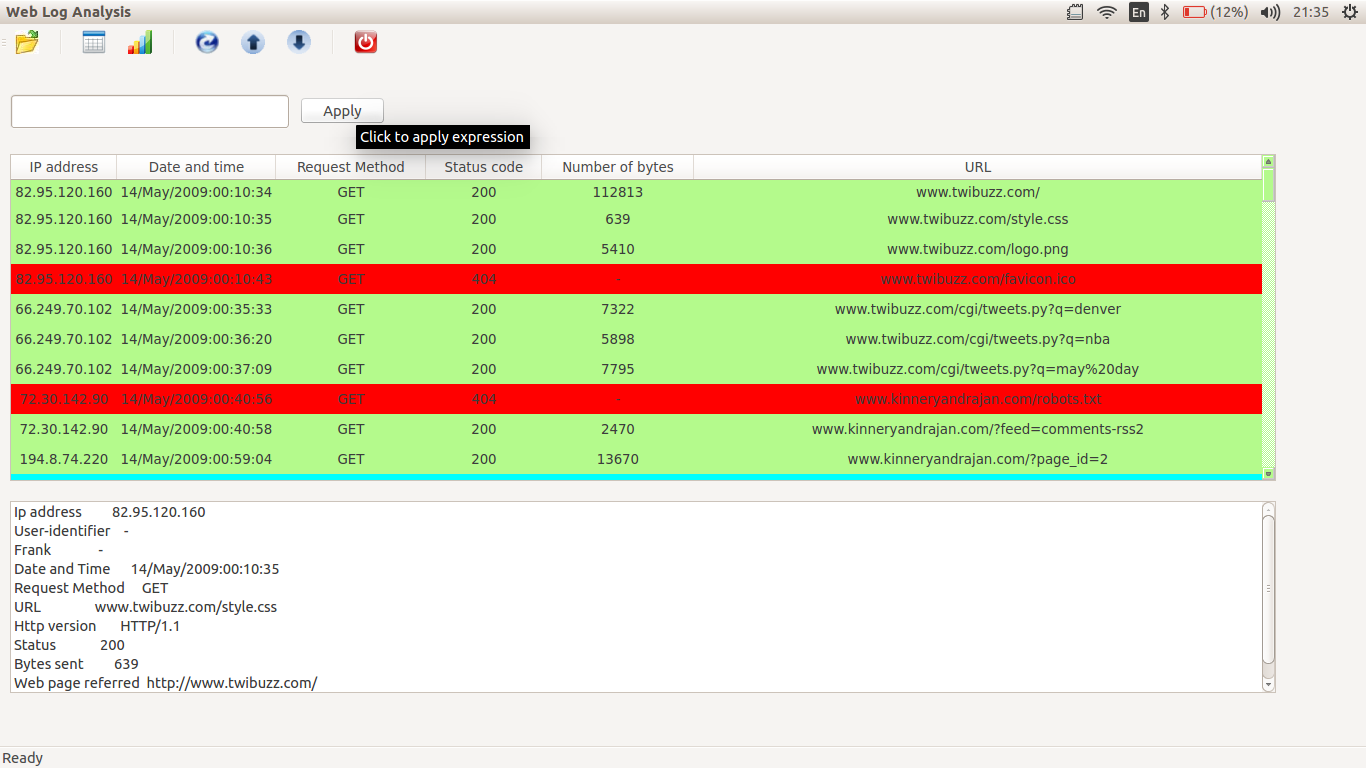 Web Log Analysis En (12%) 21:35
Apply
Click to apply expression
IP address Date and time Request Method Status code Number of bytes URL
82.95.120.160 14/May/2009:00:10:34 GET 200 112813 www.twibuzz.com/
82.95.120.160 14/May/2009:00:10:35 GET 200 639 www.twibuzz.com/style.css
82.95.120.160 14/May/2009:00:10:36 GET 200 5410 www.twibuzz.com/logo.png
82.95.120.160 14/May/2009:00:10:43 GET 404 - www.twibuzz.com/favicon.ico
66.249.70.102 14/May/2009:00:35:33 GET 200 7322 www.twibuzz.com/cgi/tweets.py?q=denver
66.249.70.102 14/May/2009:00:36:20 GET 200 5898 www.twibuzz.com/cgi/tweets.py?q=nba
66.249.70.102 14/May/2009:00:37:09 GET 200 7795 www.twibuzz.com/cgi/tweets.py?q=may%20day
72.30.142.90 14/May/2009:00:40:56 GET 404 - www.kinneryandrajan.com/robots.txt
72.30.142.90 14/May/2009:00:40:58 GET 200 2470 www.kinneryandrajan.com/?feed=comments-rss2
194.8.74.220 14/May/2009:00:59:04 GET 200 13670 www.kinneryandrajan.com/?page_id=2
Ip address 82.95.120.160
User-identifier -
Frank -
Date and Time 14/May/2009:00:10:35
Request Method GET
URL www.twibuzz.com/style.css
Http version HTTP/1.1
Status 200
Bytes sent 639
Web page referred http://www.twibuzz.com/
Ready